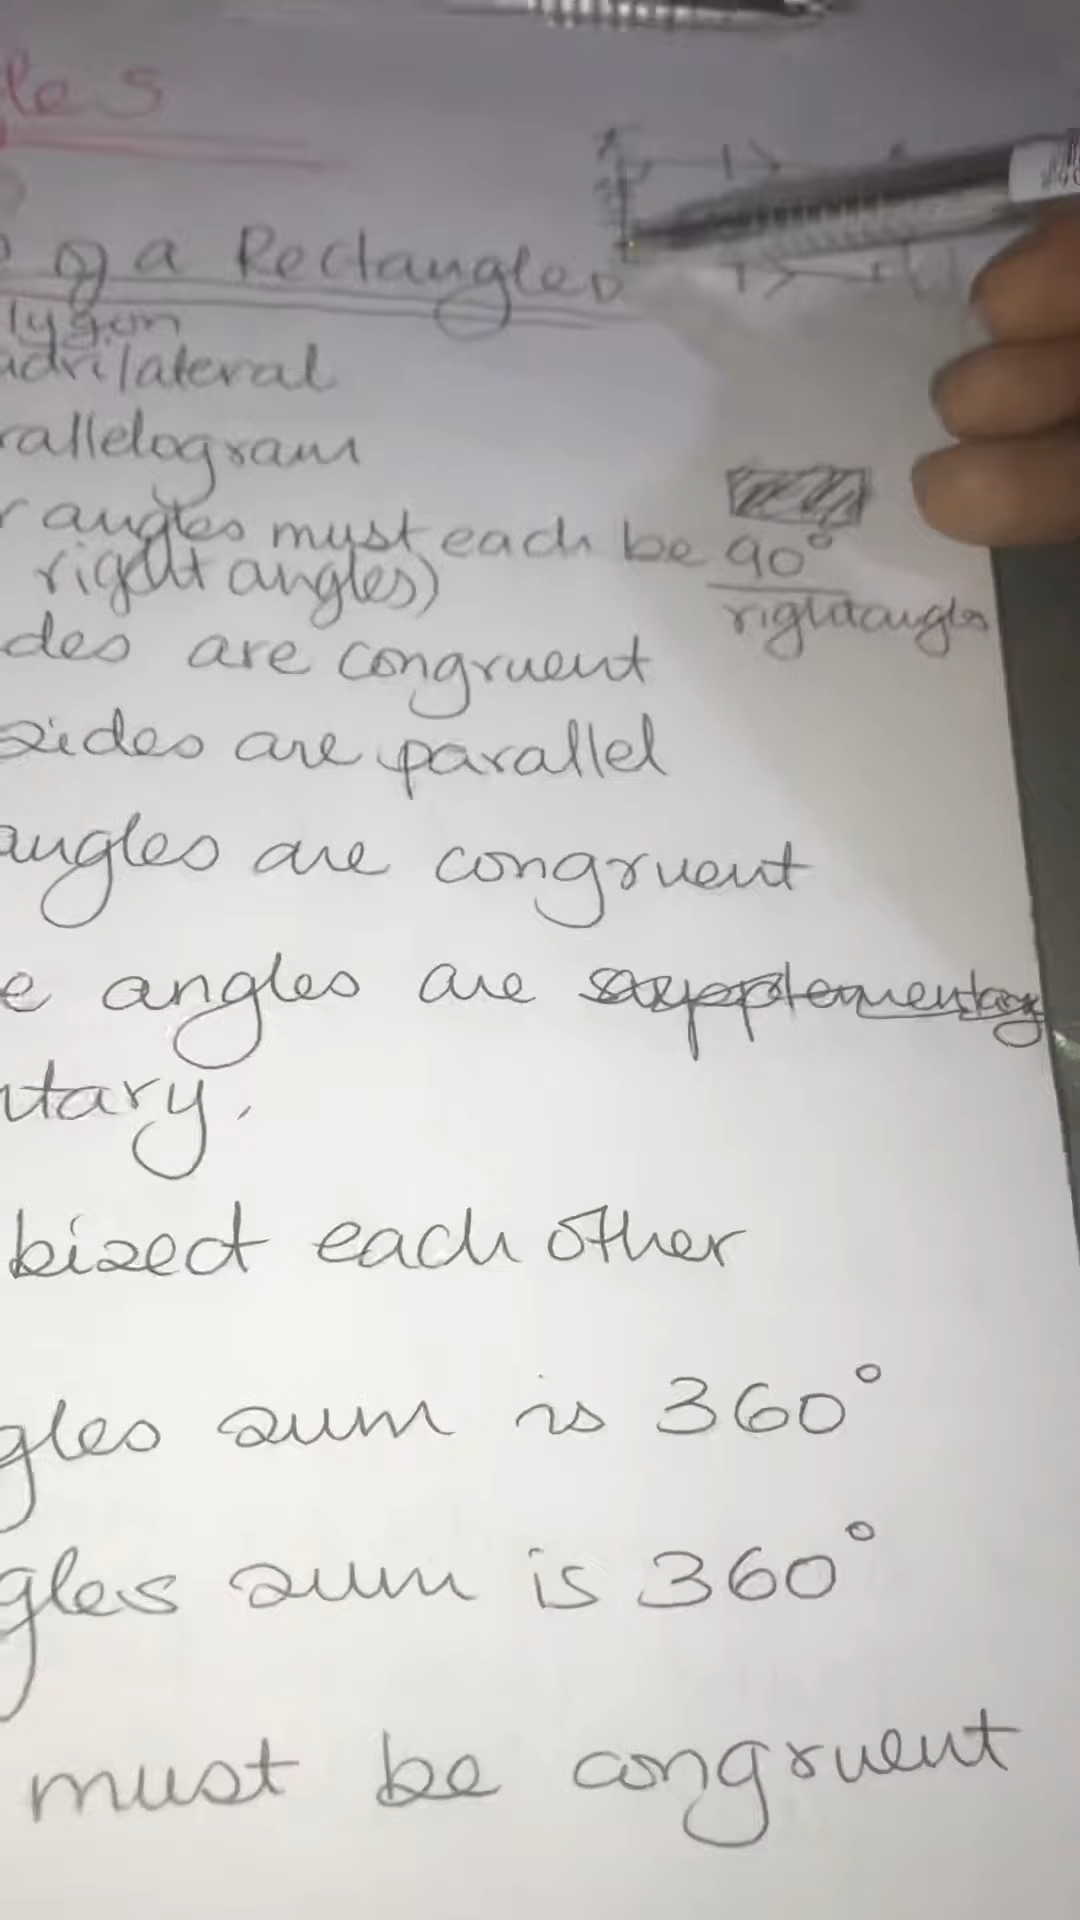 les
of a Rectangles
lygon
adrilateral
rallelogram
r angles must each be 90°
right angles)
right angles
des are congruent
sides are parallel
angles are congruent
e angles are supplementary
ntary.
bisect each other
gles sum is 360°
gles sum is 360°
must be congruent